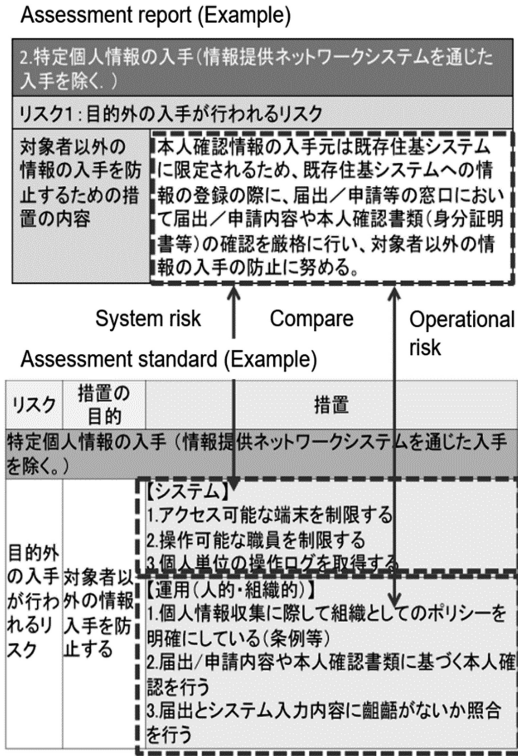 Assessment report (Example)
2.特定個人情報の入手(情報提供ネットワークシステムを通じた
入手を除く．)
リスク1：目的外の入手が行われるリスク
対象者以外の
情報の入手を防
止するための措
置の内容
本人確認情報の入手元は既存住基システム
に限定されるため、既存住基システムへの情
報の登録の際に、届出／申請等の窓口におい
て届出／申請内容や本人確認書類(身分証明
書等)の確認を厳格に行い、対象者以外の情
報の入手の防止に努める。
System risk
Compare
Operational
risk
Assessment standard (Example)
リスク
措置の
目的
措置
特定個人情報の入手 (情報提供ネットワークシステムを通じた入手
を除く。)
目的外
の入手
が行わ
れるリ
スク
対象者以
外の情報
入手を防
止する
【システム】
1.アクセス可能な端末を制限する
2.操作可能な職員を制限する
3.個人単位の操作ログを取得する
【運用(人的・組織的)】
1.個人情報収集に際して組織としてのポリシーを
明確にしている(条例等)
2.届出/申請内容や本人確認書類に基づく本人確
認を行う
3.届出とシステム入力内容に齟齬がないか照合
を行う